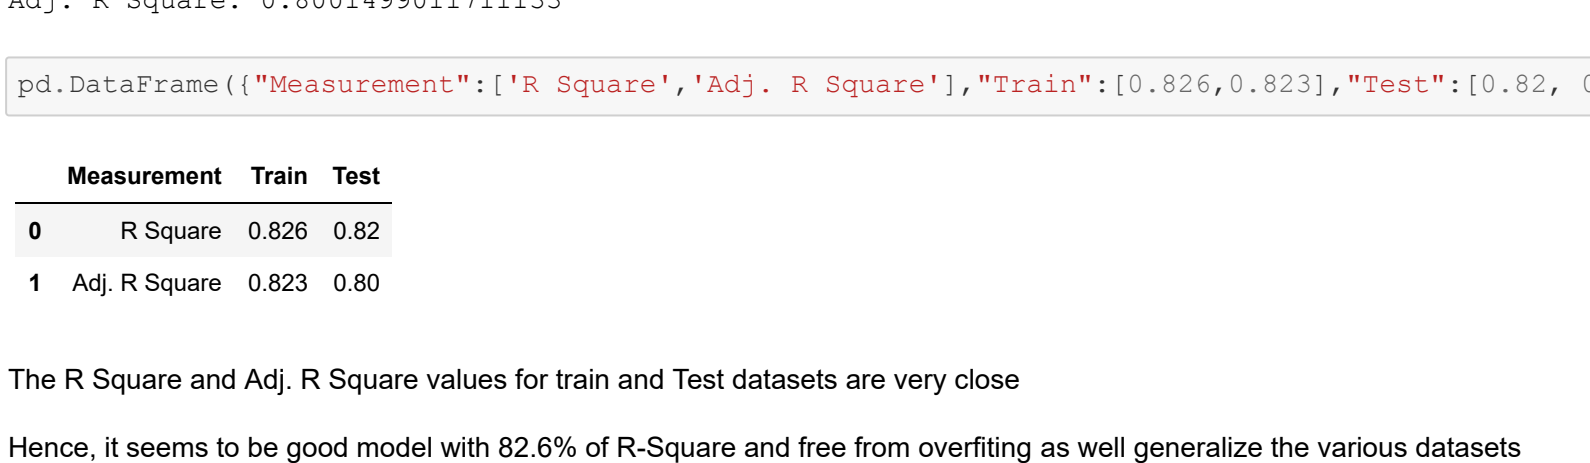 Adj. R Square:
pd.DataFrame({"Measurement":['R Square','Adj. R Square'],"Train":[0.826,0.823],"Test":[0.82,
Measurement Train Test
0 R Square 0.826 0.82
1 Adj. R Square 0.823 0.80
The R Square and Adj. R Square values for train and Test datasets are very close
Hence, it seems to be good model with 82.6% of R-Square and free from overfiting as well generalize the various datasets